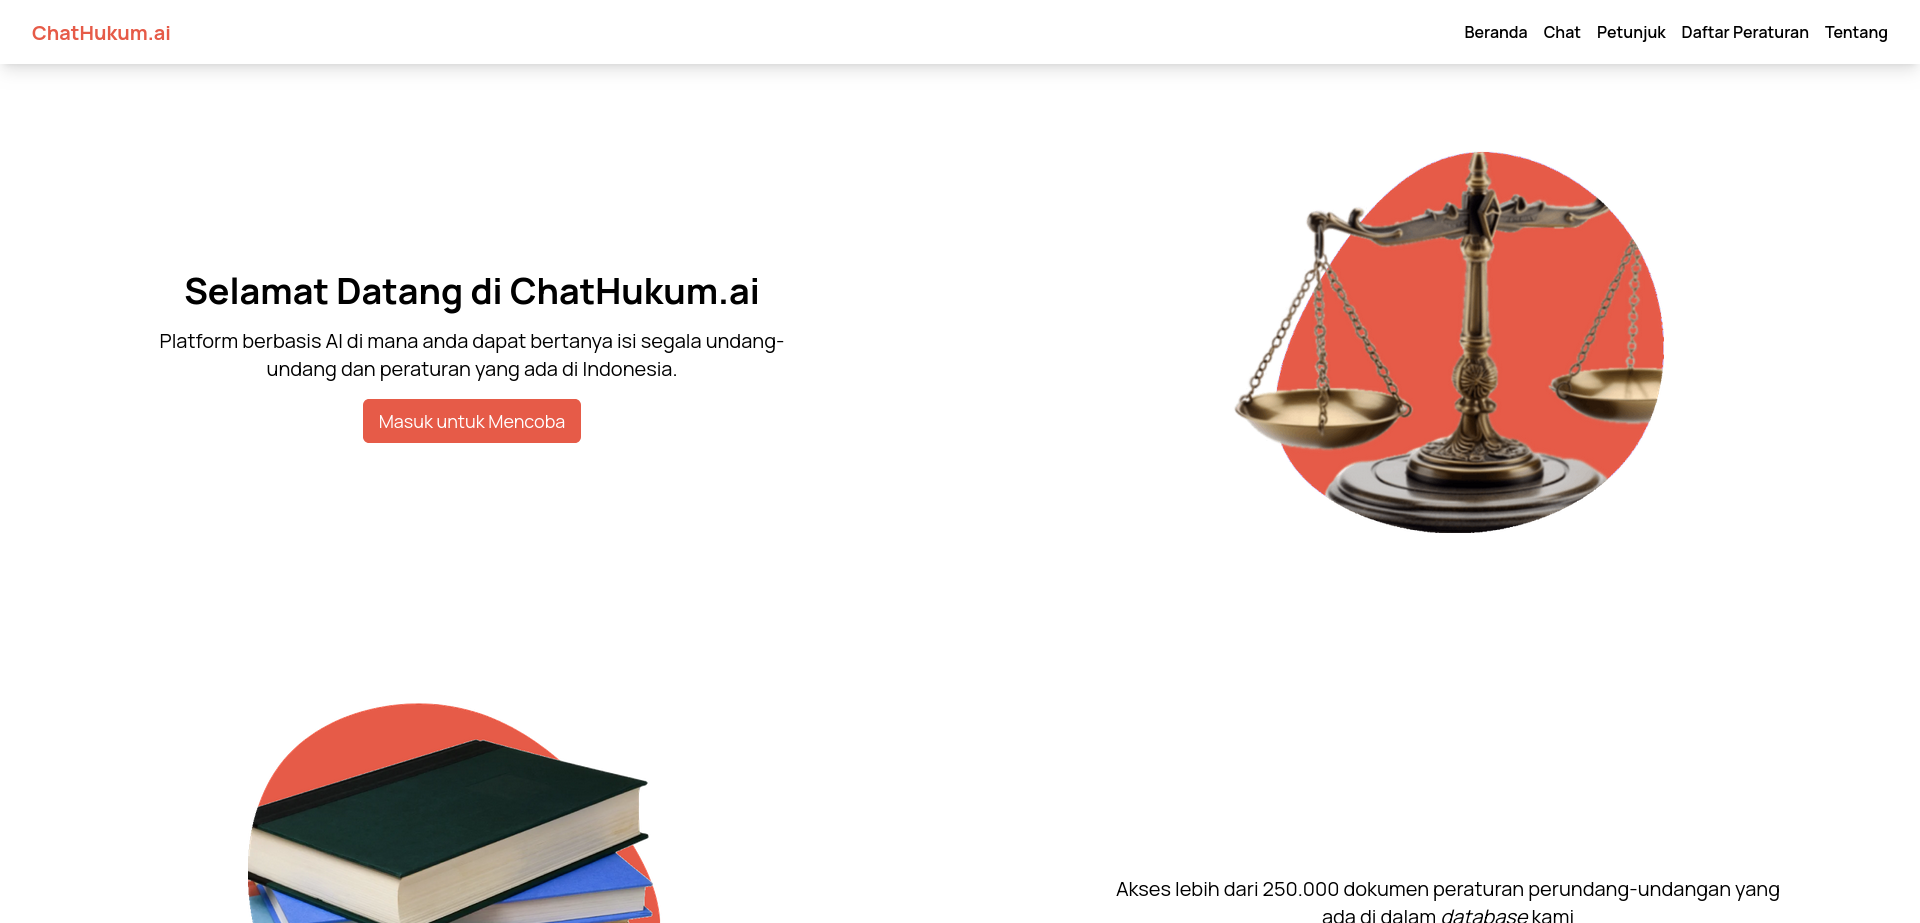 ChatHukum.ai
Beranda Chat Petunjuk Daftar Peraturan Tentang
Selamat Datang di ChatHukum.ai
Platform berbasis AI di mana anda dapat bertanya isi segala undang-
undang dan peraturan yang ada di Indonesia.
Masuk untuk Mencoba
Akses lebih dari 250.000 dokumen peraturan perundang-undangan yang
ada di dalam database kami